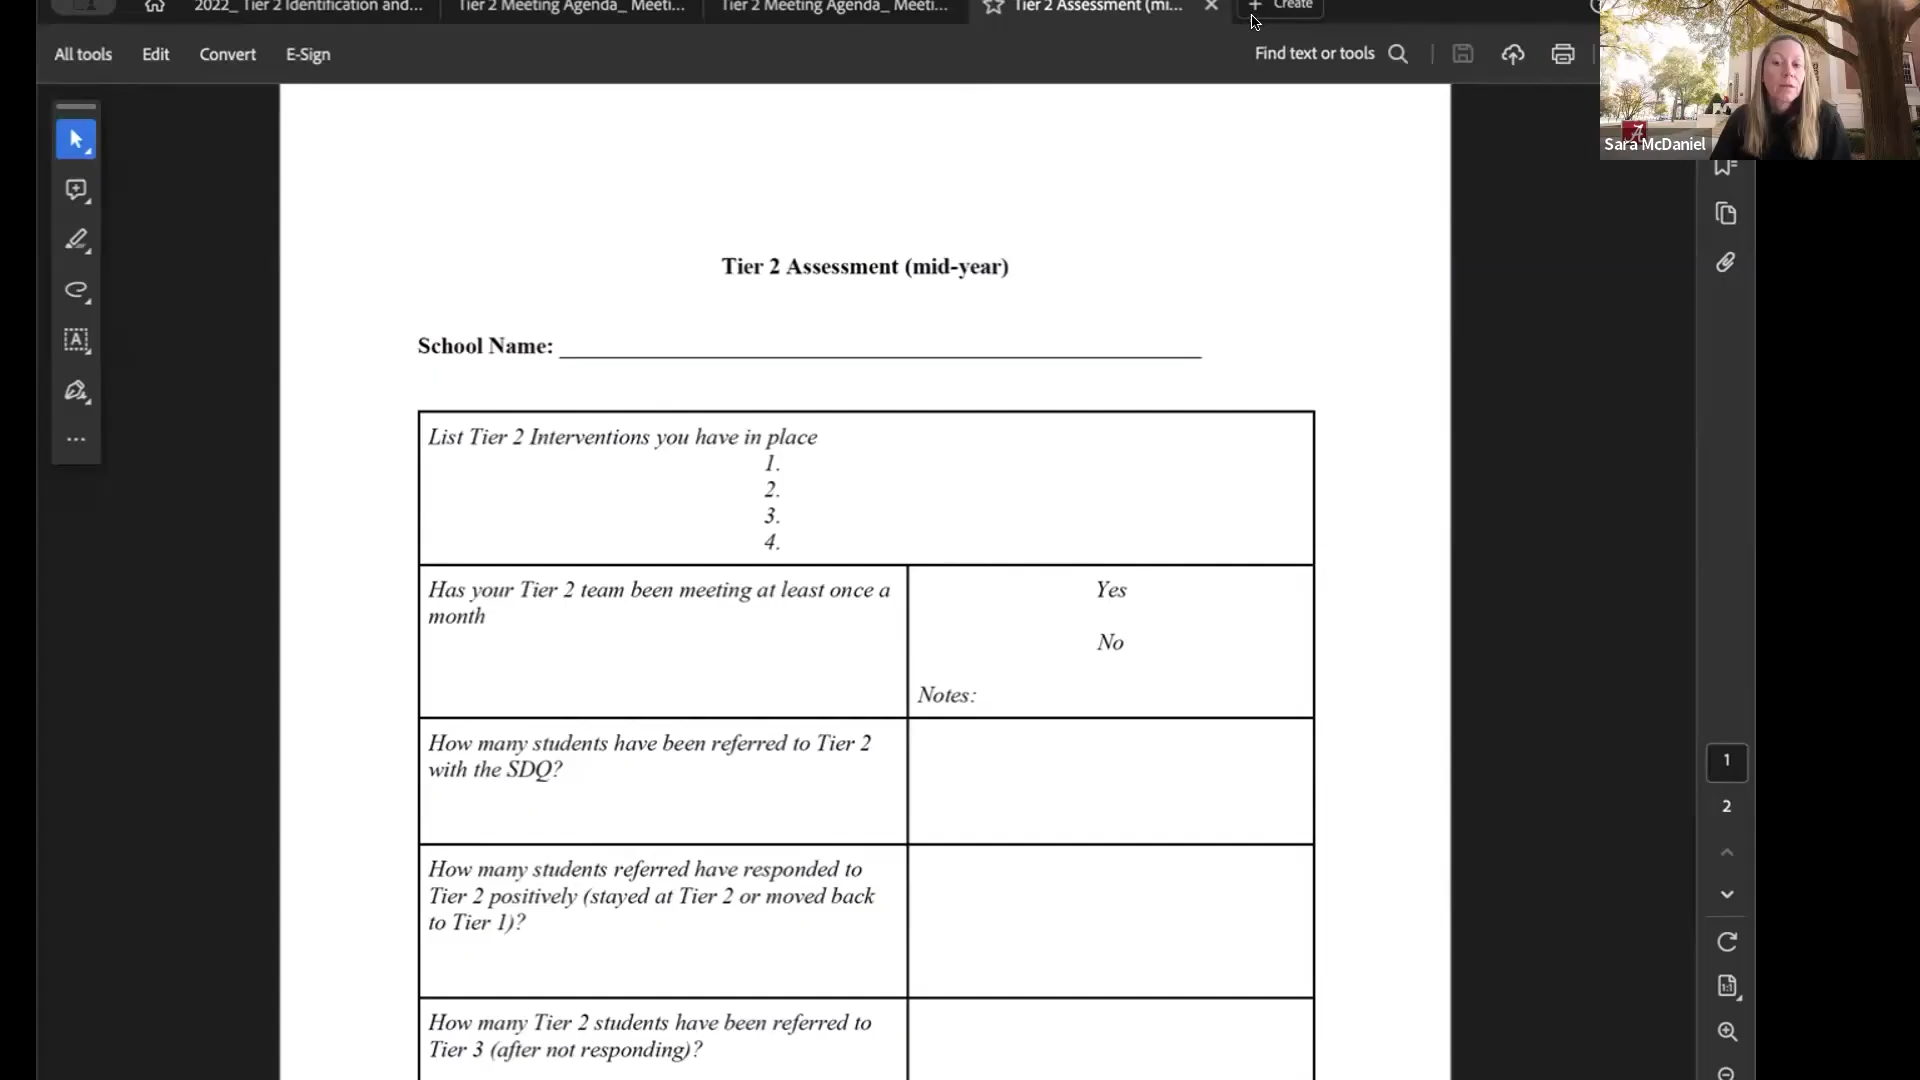 2022_ Tier 2 Identification and...
Tier 2 Meeting Agenda_ Meeti...
Tier 2 Meeting Agenda_ Meeti...
Tier 2 Assessment (mi...
Create
All tools
Edit
Convert
E-Sign
Find text or tools
Sara McDaniel
Tier 2 Assessment (mid-year)
School Name:
List Tier 2 Interventions you have in place
1.
2.
3.
4.
Has your Tier 2 team been meeting at least once a
month
Yes
No
Notes:
How many students have been referred to Tier 2
with the SDQ?
How many students referred have responded to
Tier 2 positively (stayed at Tier 2 or moved back
to Tier 1)?
How many Tier 2 students have been referred to
Tier 3 (after not responding)?
1
2